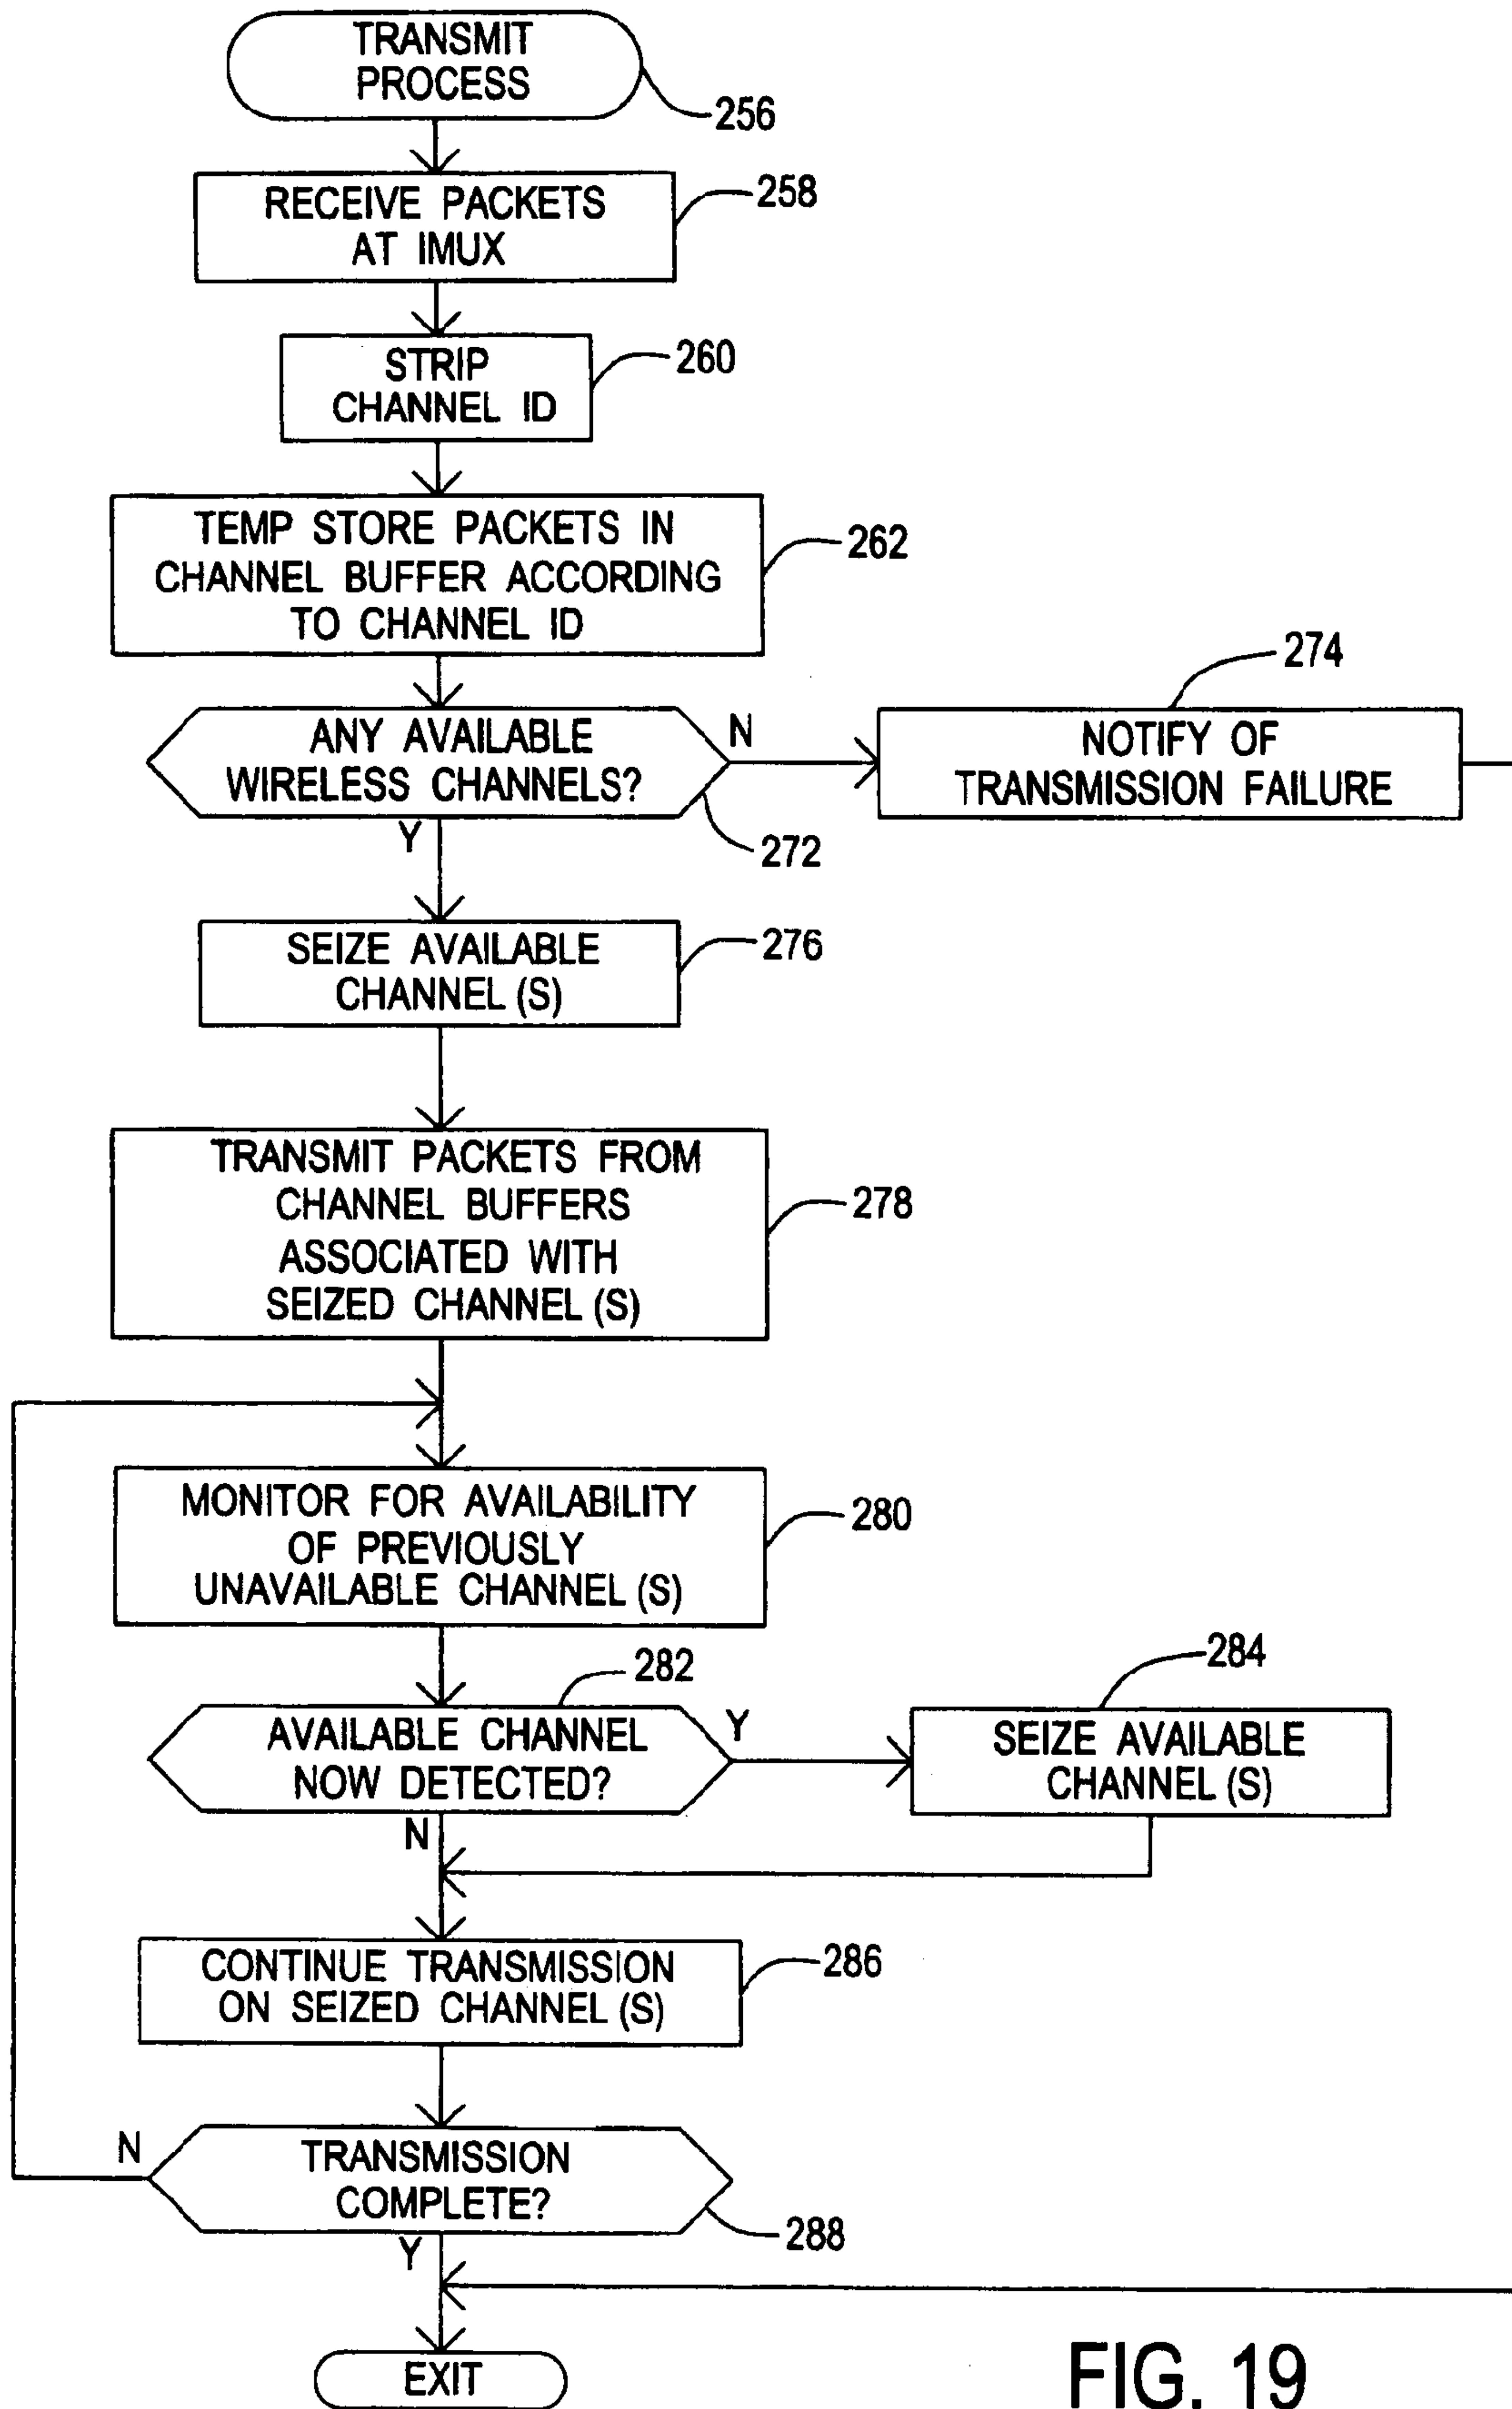 TRANSMIT
PROCESS
256
RECEIVE PACKETS
AT IMUX
258
STRIP
CHANNEL ID
260
TEMP STORE PACKETS IN
CHANNEL BUFFER ACCORDING
TO CHANNEL ID
262
ANY AVAILABLE
WIRELESS CHANNELS?
N
Y
272
NOTIFY OF
TRANSMISSION FAILURE
274
SEIZE AVAILABLE
CHANNEL (S)
276
TRANSMIT PACKETS FROM
CHANNEL BUFFERS
ASSOCIATED WITH
SEIZED CHANNEL (S)
278
MONITOR FOR AVAILABILITY
OF PREVIOUSLY
UNAVAILABLE CHANNEL (S)
280
282
AVAILABLE CHANNEL
NOW DETECTED?
Y
N
284
SEIZE AVAILABLE
CHANNEL (S)
CONTINUE TRANSMISSION
ON SEIZED CHANNEL (S)
286
N
TRANSMISSION
COMPLETE?
288
Y
EXIT
FIG. 19